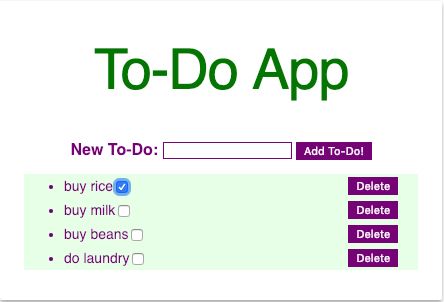 To-Do App
New To-Do: Add To-Do!
buy rice Delete
buy milk Delete
buy beans Delete
do laundry Delete